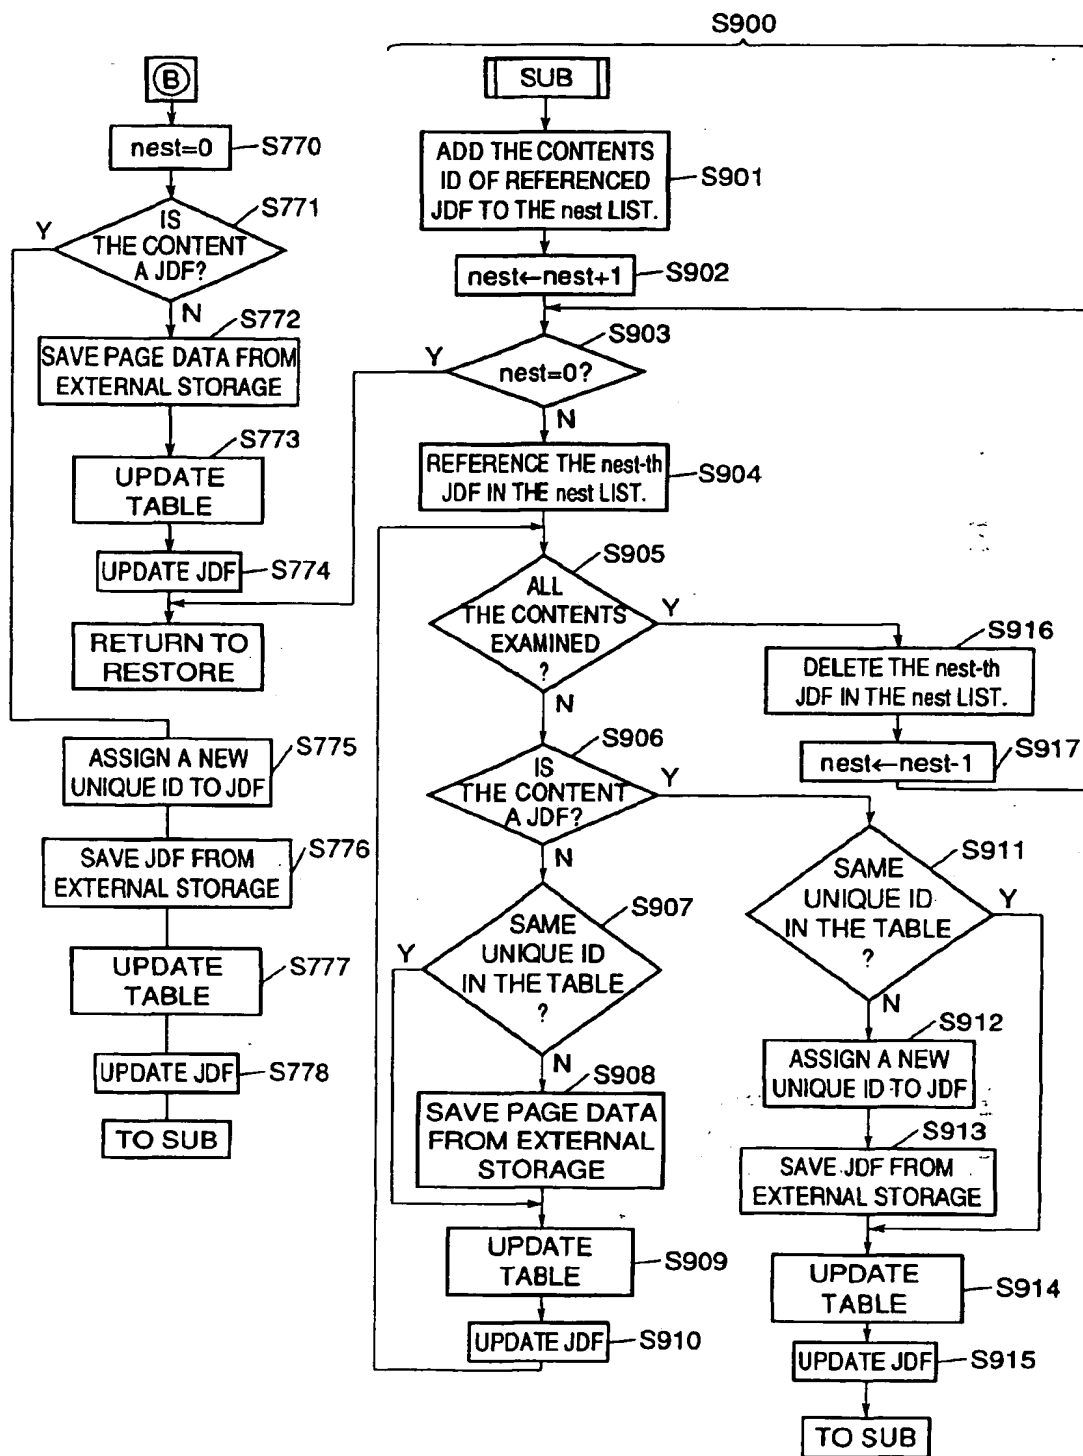 S900
B
nest=0
S770
IS
THE CONTENT
A JDF?
S771
Y
N
S772
SAVE PAGE DATA FROM
EXTERNAL STORAGE
S773
UPDATE
TABLE
UPDATE JDF
S774
RETURN TO
RESTORE
ASSIGN A NEW
UNIQUE ID TO JDF
S775
SAVE JDF FROM
EXTERNAL STORAGE
S776
UPDATE
TABLE
S777
UPDATE JDF
S778
TO SUB
SUB
ADD THE CONTENTS
ID OF REFERENCED
JDF TO THE nest LIST.
S901
nest←nest+1
S902
S903
Y
nest=0?
N
REFERENCE THE nest-th
JDF IN THE nest LIST.
S904
S905
ALL
THE CONTENTS
EXAMINED
?
Y
N
S906
IS
THE CONTENT
A JDF?
Y
N
S907
SAME
UNIQUE ID
IN THE TABLE
?
Y
N
S908
SAVE PAGE DATA
FROM EXTERNAL
STORAGE
UPDATE
TABLE
S909
UPDATE JDF
S910
S916
DELETE THE nest-th
JDF IN THE nest LIST.
nest←nest-1
S917
S911
SAME
UNIQUE ID
IN THE TABLE
?
Y
N
S912
ASSIGN A NEW
UNIQUE ID TO JDF
S913
SAVE JDF FROM
EXTERNAL STORAGE
UPDATE
TABLE
S914
UPDATE JDF
S915
TO SUB